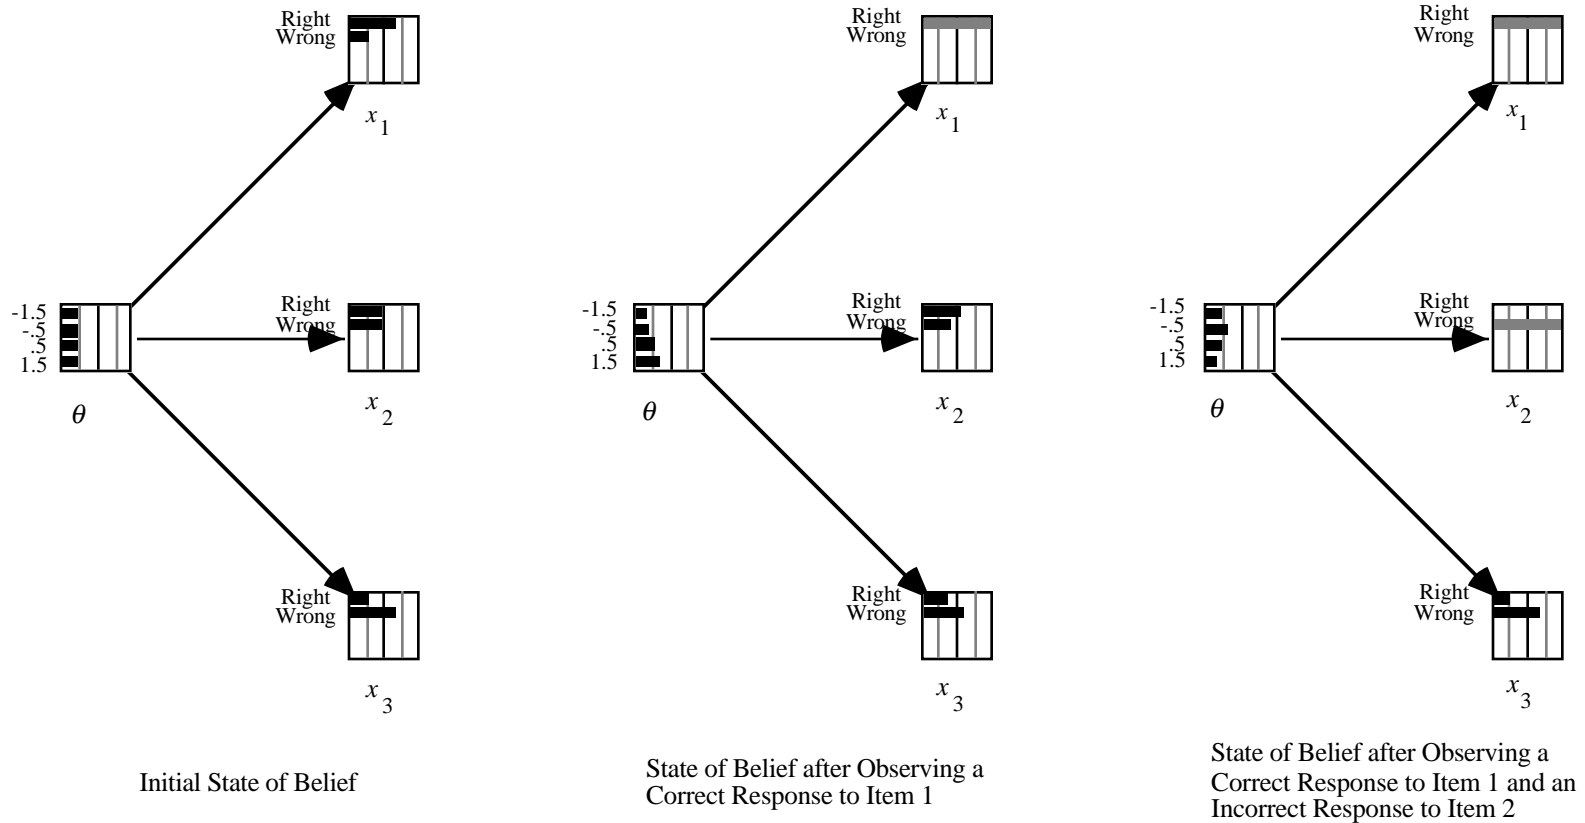 Right
Wrong
x1
-1.5
-.5
.5
1.5
θ
Right
Wrong
x2
Right
Wrong
x3
Initial State of Belief
Right
Wrong
x1
-1.5
-.5
.5
1.5
θ
Right
Wrong
x2
Right
Wrong
x3
State of Belief after Observing a
Correct Response to Item 1
Right
Wrong
x1
-1.5
-.5
.5
1.5
θ
Right
Wrong
x2
Right
Wrong
x3
State of Belief after Observing a
Correct Response to Item 1 and an
Incorrect Response to Item 2